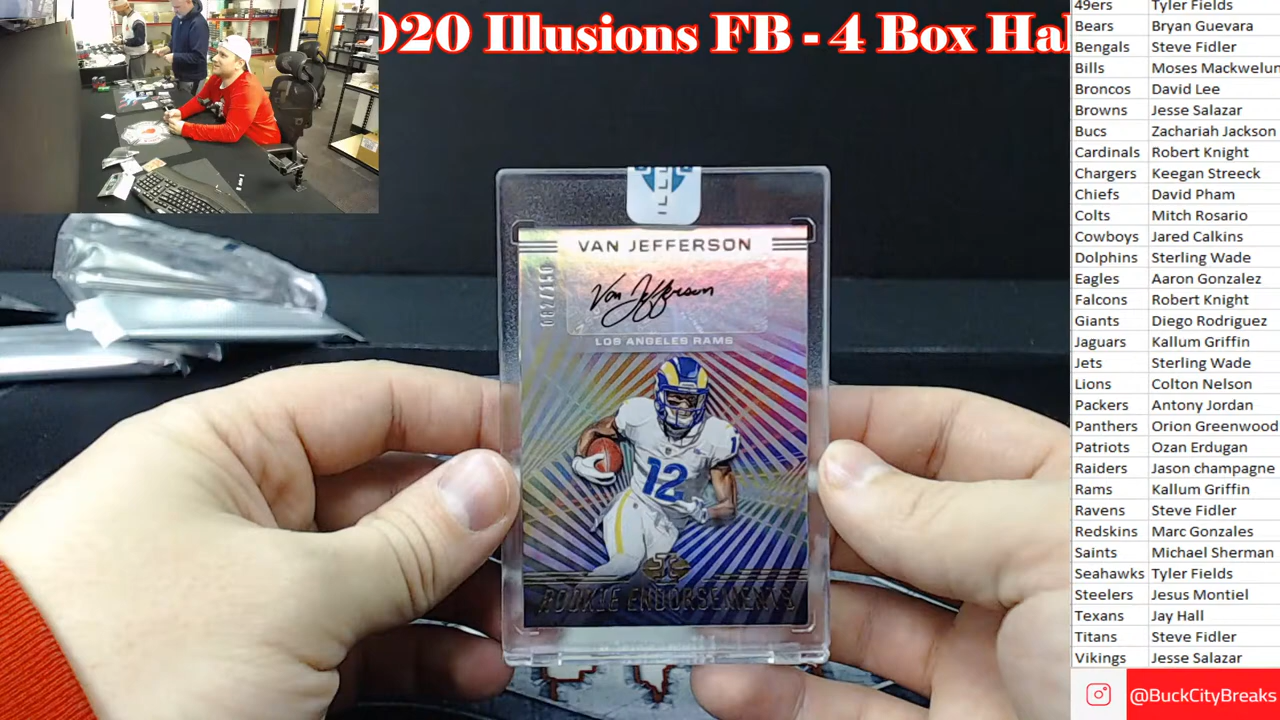 020 Illusions FB - 4 Box Hal
VAN JEFFERSON
Van Jefferson
082/150
LOS ANGELES RAMS
12
ROOKIE ENDORSEMENTS
49ers Tyler Fields
Bears Bryan Guevara
Bengals Steve Fidler
Bills Moses Mackwelun
Broncos David Lee
Browns Jesse Salazar
Bucs Zachariah Jackson
Cardinals Robert Knight
Chargers Keegan Streeck
Chiefs David Pham
Colts Mitch Rosario
Cowboys Jared Calkins
Dolphins Sterling Wade
Eagles Aaron Gonzalez
Falcons Robert Knight
Giants Diego Rodriguez
Jaguars Kallum Griffin
Jets Sterling Wade
Lions Colton Nelson
Packers Antony Jordan
Panthers Orion Greenwood
Patriots Ozan Erdugan
Raiders Jason champagne
Rams Kallum Griffin
Ravens Steve Fidler
Redskins Marc Gonzales
Saints Michael Sherman
Seahawks Tyler Fields
Steelers Jesus Montiel
Texans Jay Hall
Titans Steve Fidler
Vikings Jesse Salazar
@BuckCityBreaks